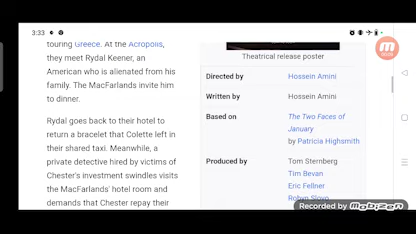 3:33
touring Greece. At the Acropolis,
they meet Rydal Keener, an
American who is alienated from his
family. The MacFarlands invite him
to dinner.
Rydal goes back to their hotel to
return a bracelet that Colette left in
their shared taxi. Meanwhile, a
private detective hired by victims of
Chester's investment swindles visits
the MacFarlands' hotel room and
demands that Chester repay their
Theatrical release poster
Directed by Hossein Amini
Written by Hossein Amini
Based on The Two Faces of
January
by Patricia Highsmith
Produced by Tom Sternberg
Tim Bevan
Eric Fellner
Robyn Slovo
Recorded by Mobizen